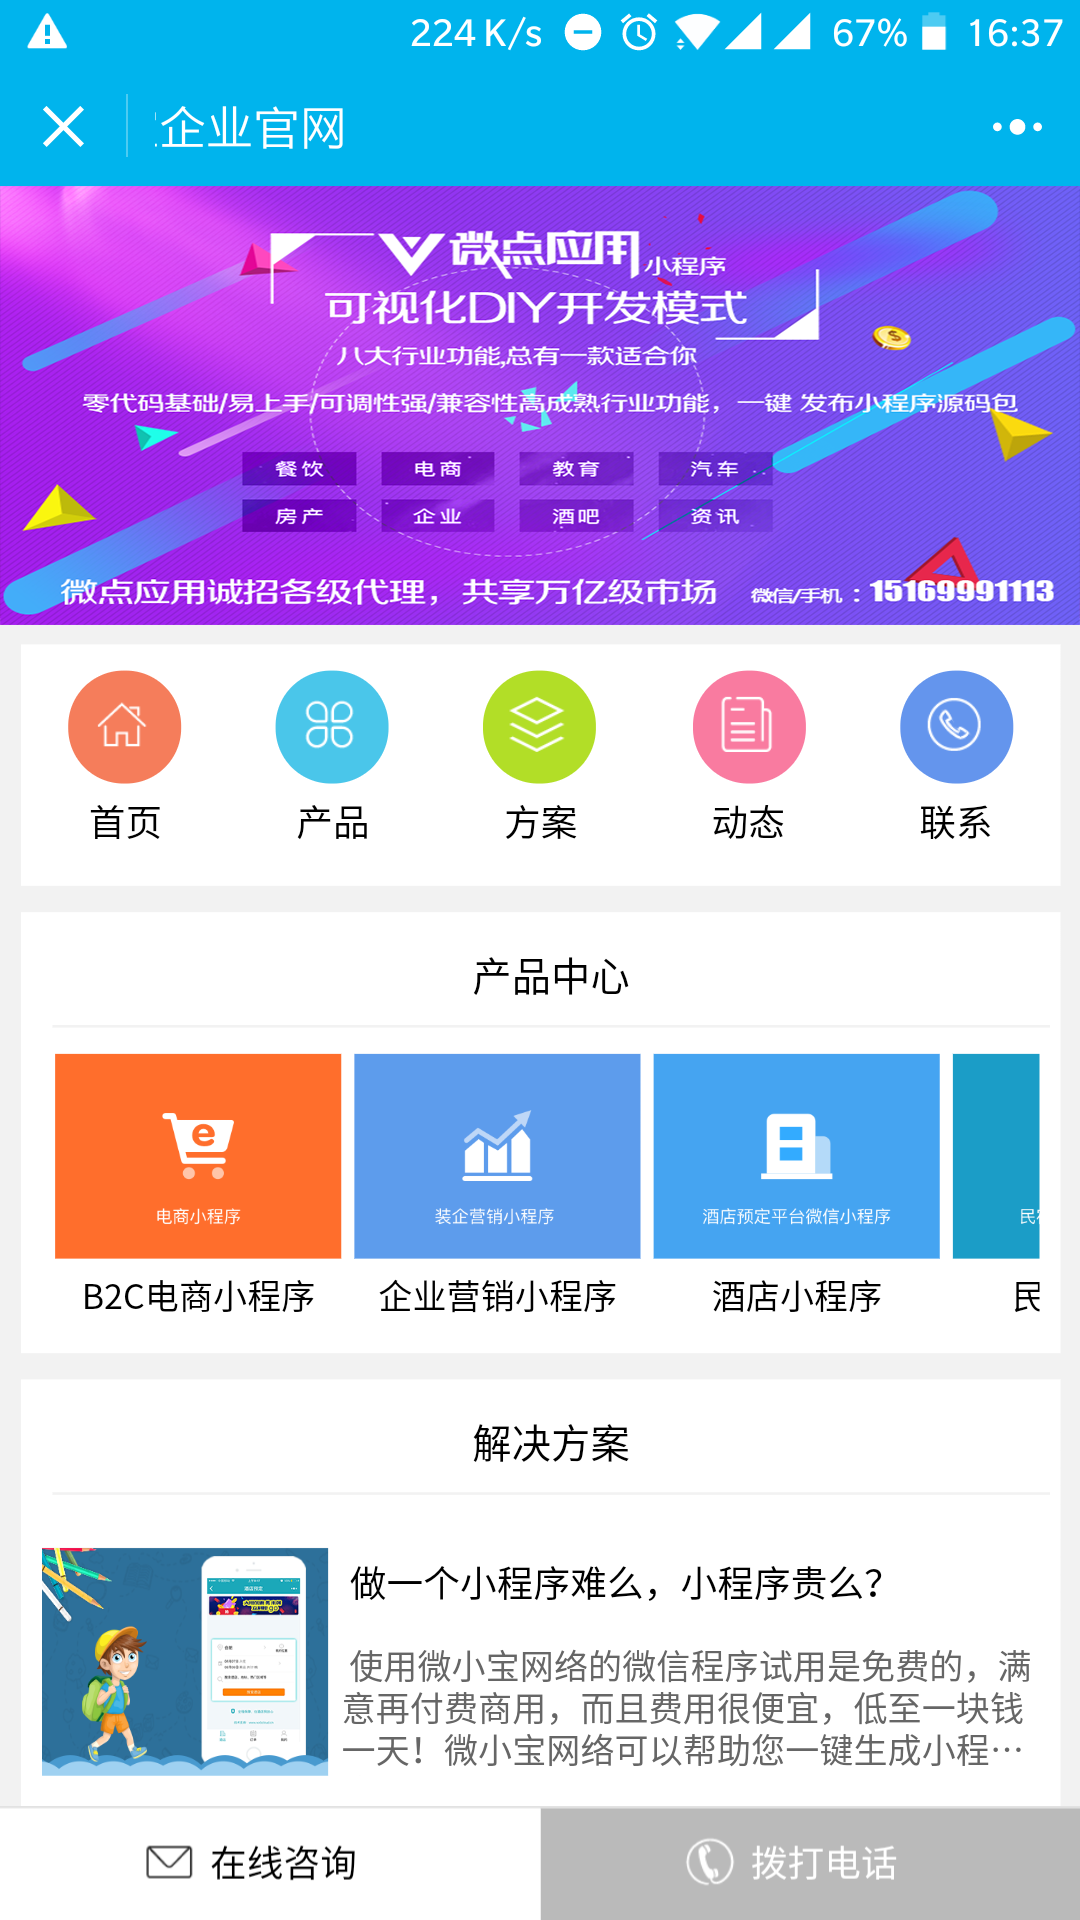 224 K/s 67% 16:37
企业官网
微点应用 小程序
可视化DIY开发模式
八大行业功能,总有一款适合你
零代码基础/易上手/可调性强/兼容性高成熟行业功能，一键 发布小程序源码包
餐饮 电商 教育 汽车
房产 企业 酒吧 资讯
微点应用诚招各级代理，共享万亿级市场 微信/手机：15169991113
首页 产品 方案 动态 联系
产品中心
电商小程序 装企营销小程序 酒店预定平台微信小程序 民
B2C电商小程序 企业营销小程序 酒店小程序 民
解决方案
做一个小程序难么，小程序贵么？
使用微小宝网络的微信程序试用是免费的，满
意再付费商用，而且费用很便宜，低至一块钱
一天！微小宝网络可以帮助您一键生成小程…
在线咨询 拨打电话